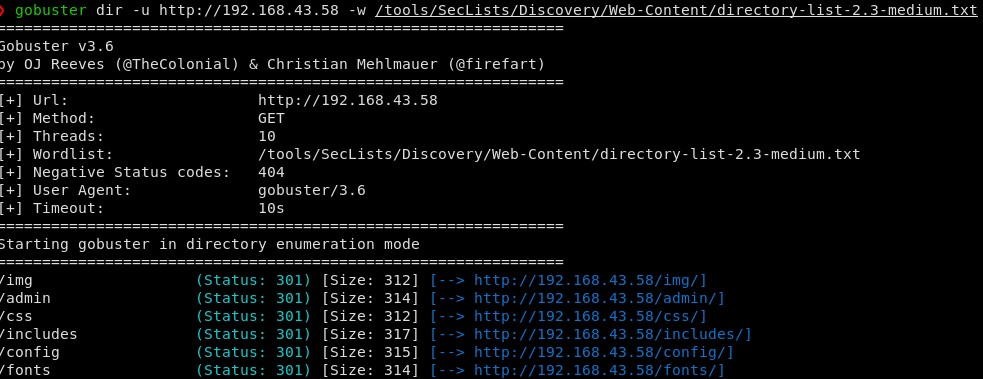 ❯ gobuster dir -u http://192.168.43.58 -w /tools/SecLists/Discovery/Web-Content/directory-list-2.3-medium.txt
===============================================================
Gobuster v3.6
by OJ Reeves (@TheColonial) & Christian Mehlmauer (@firefart)
===============================================================
[+] Url:                     http://192.168.43.58
[+] Method:                  GET
[+] Threads:                 10
[+] Wordlist:                /tools/SecLists/Discovery/Web-Content/directory-list-2.3-medium.txt
[+] Negative Status codes:   404
[+] User Agent:              gobuster/3.6
[+] Timeout:                 10s
===============================================================
Starting gobuster in directory enumeration mode
===============================================================
/img                  (Status: 301) [Size: 312] [--> http://192.168.43.58/img/]
/admin                (Status: 301) [Size: 314] [--> http://192.168.43.58/admin/]
/css                  (Status: 301) [Size: 312] [--> http://192.168.43.58/css/]
/includes             (Status: 301) [Size: 317] [--> http://192.168.43.58/includes/]
/config               (Status: 301) [Size: 315] [--> http://192.168.43.58/config/]
/fonts                (Status: 301) [Size: 314] [--> http://192.168.43.58/fonts/]